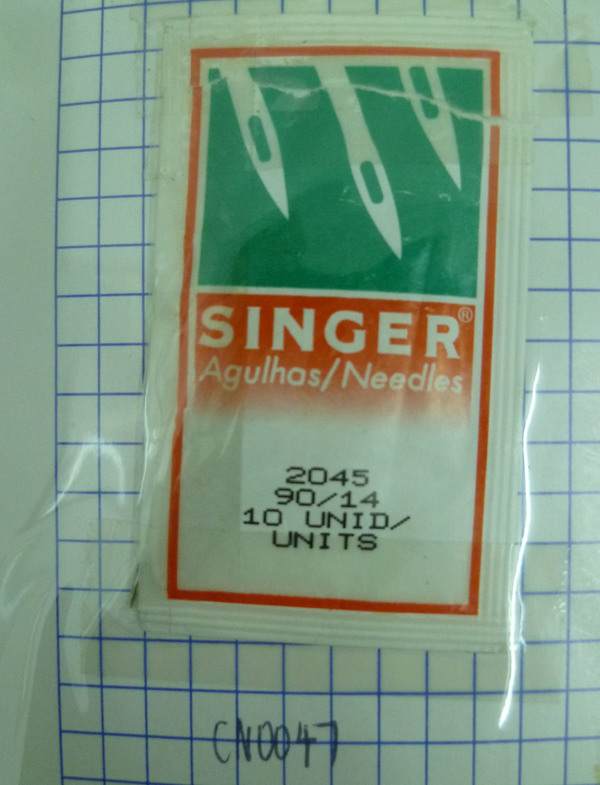 SINGER®
Agulhas/Needles
2045
90/14
10 UNID/
UNITS
CN0047